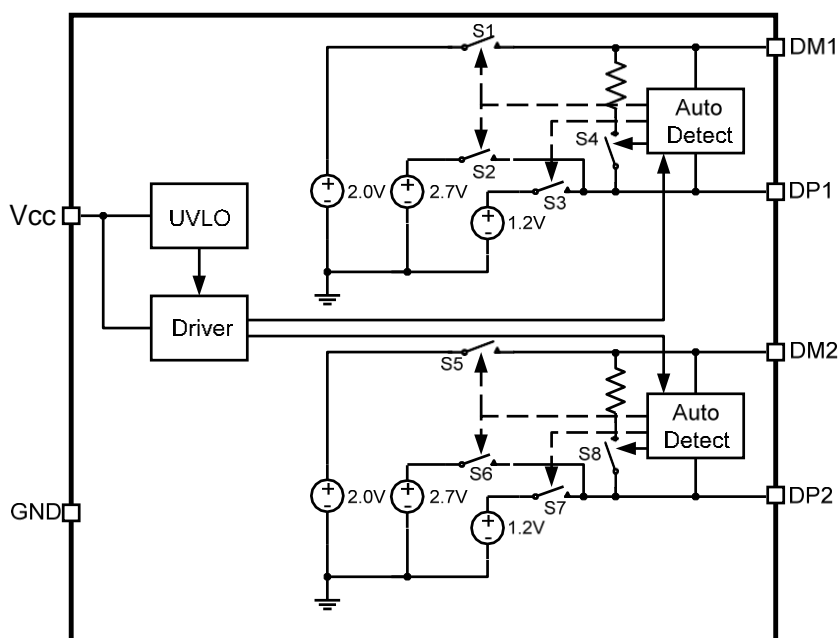 S1
DM1
Auto
Detect
S4
S2
2.0V
2.7V
S3
DP1
1.2V
Vcc
UVLO
Driver
S5
DM2
Auto
Detect
S8
S6
2.0V
2.7V
S7
DP2
1.2V
GND